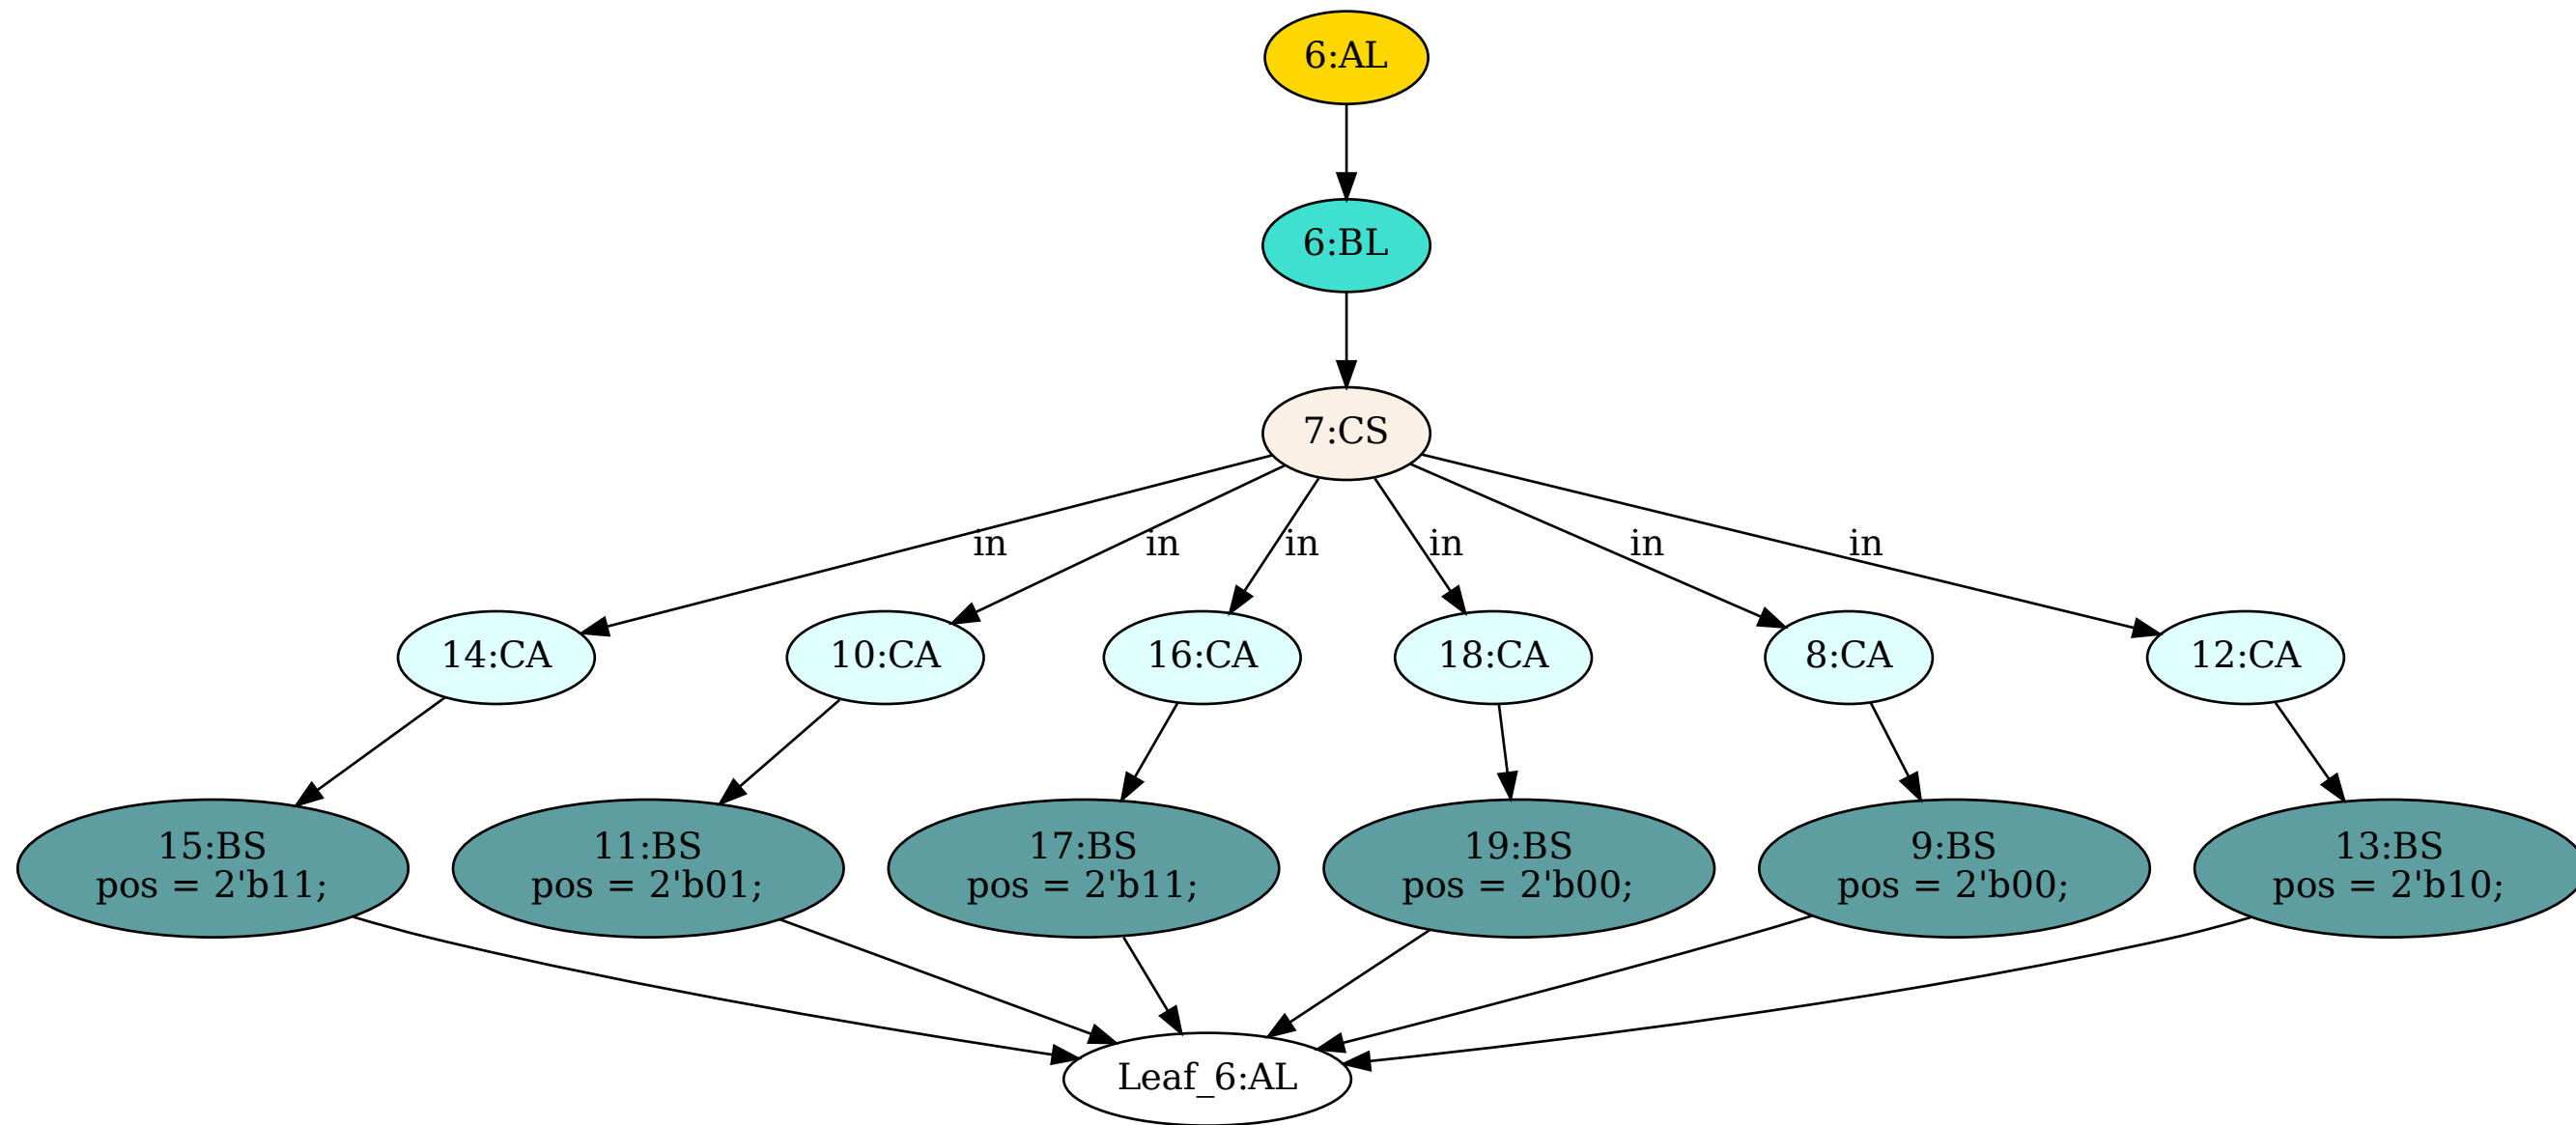 6:AL
6:BL
7:CS
in in in in in in
14:CA 10:CA 16:CA 18:CA 8:CA 12:CA
15:BS
pos = 2'b11;
11:BS
pos = 2'b01;
17:BS
pos = 2'b11;
19:BS
pos = 2'b00;
9:BS
pos = 2'b00;
13:BS
pos = 2'b10;
Leaf_6:AL